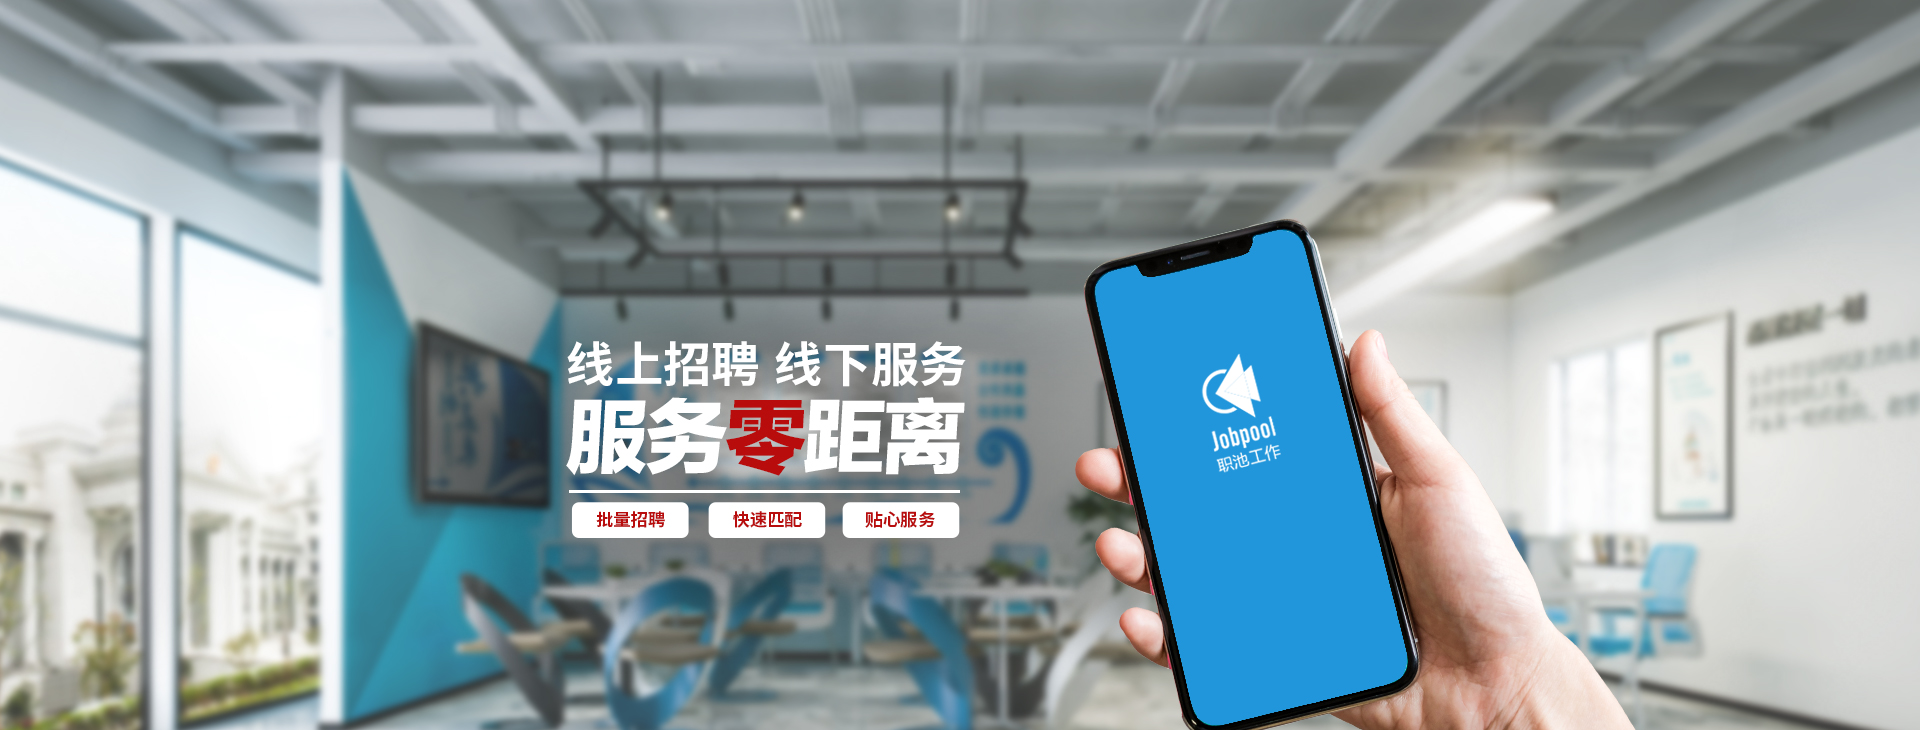 线上招聘 线下服务
服务零距离
批量招聘 快速匹配 贴心服务
Jobpool
职池工作